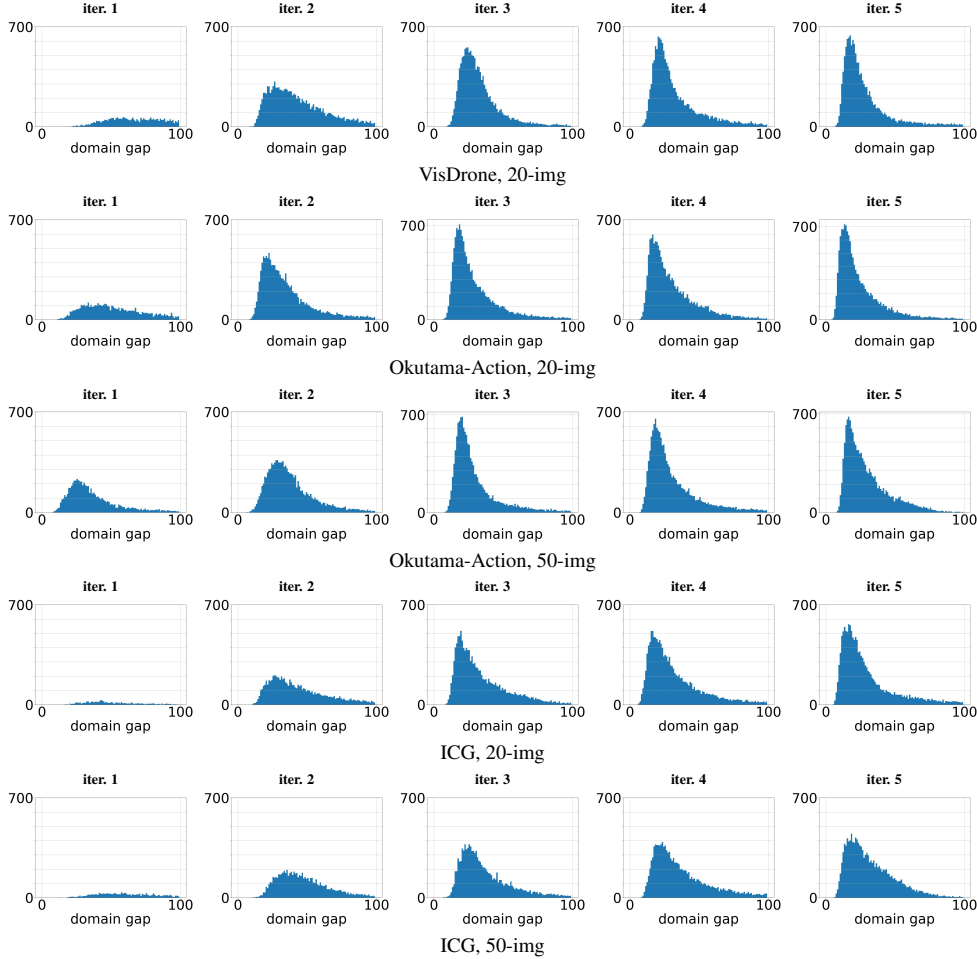 iter. 1 iter. 2 iter. 3 iter. 4 iter. 5
700 700 700 700 700
0 0 0 0 0
0 100 0 100 0 100 0 100 0 100
domain gap domain gap domain gap domain gap domain gap
VisDrone, 20-img
iter. 1 iter. 2 iter. 3 iter. 4 iter. 5
700 700 700 700 700
0 0 0 0 0
0 100 0 100 0 100 0 100 0 100
domain gap domain gap domain gap domain gap domain gap
Okutama-Action, 20-img
iter. 1 iter. 2 iter. 3 iter. 4 iter. 5
700 700 700 700 700
0 0 0 0 0
0 100 0 100 0 100 0 100 0 100
domain gap domain gap domain gap domain gap domain gap
Okutama-Action, 50-img
iter. 1 iter. 2 iter. 3 iter. 4 iter. 5
700 700 700 700 700
0 0 0 0 0
0 100 0 100 0 100 0 100 0 100
domain gap domain gap domain gap domain gap domain gap
ICG, 20-img
iter. 1 iter. 2 iter. 3 iter. 4 iter. 5
700 700 700 700 700
0 0 0 0 0
0 100 0 100 0 100 0 100 0 100
domain gap domain gap domain gap domain gap domain gap
ICG, 50-img